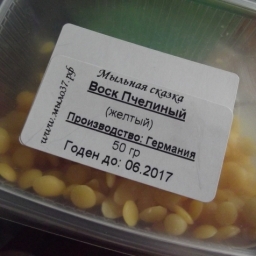 Мыльная сказка
Воск Пчелиный
(желтый)
Производство: Германия
50 гр
Годен до: 06.2017
www.мыло37.рф